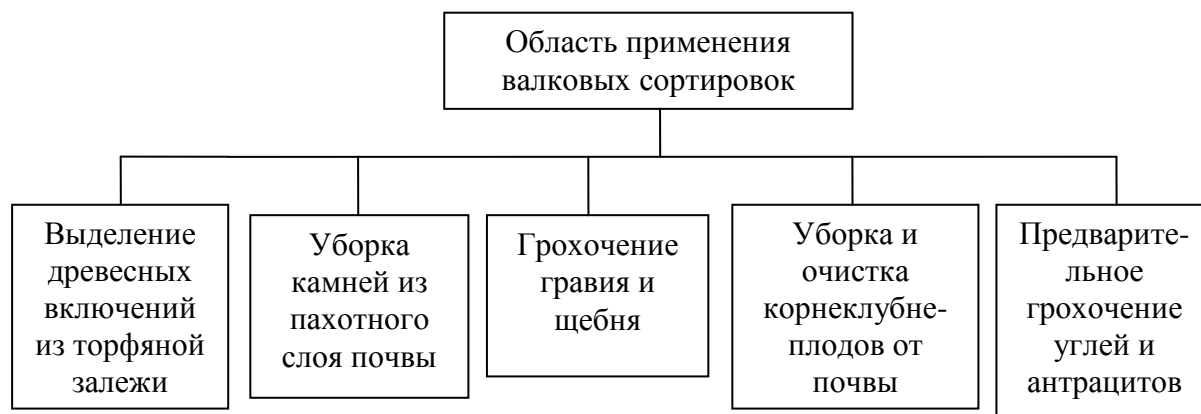 Область применения
валковых сортировок
Выделение
древесных
включений
из торфяной
залежи
Уборка
камней из
пахотного
слоя почвы
Грохочение
гравия и
щебня
Уборка и
очистка
корнеклубне-
плодов от
почвы
Предварите-
льное
грохочение
углей и
антрацитов